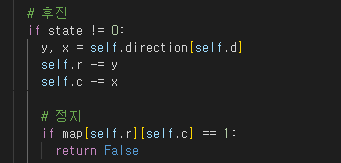 # 후진
if state != 0:
y, x = self.direction[self.d]
self.r -= y
self.c -= x
# 정지
if map[self.r][self.c] == 1:
return False